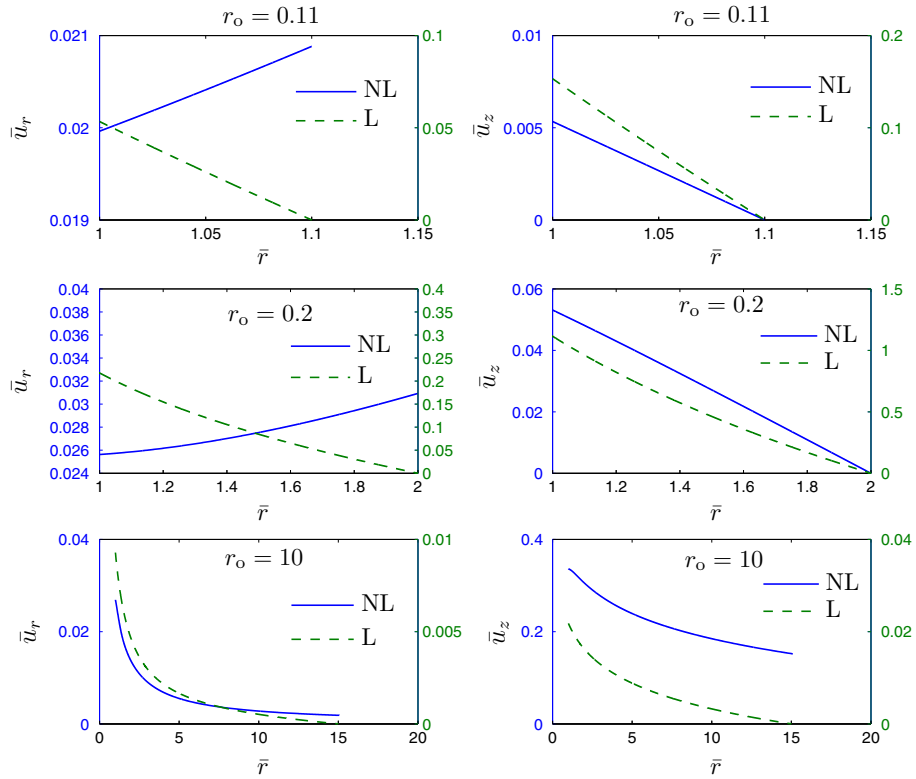 r_o = 0.11
0.021
0.02
0.019
0.1
0.05
0
1
1.05
1.1
1.15
ū_r
r̄
NL
L
r_o = 0.11
0.01
0.005
0
0.2
0.1
0
1
1.05
1.1
1.15
ū_z
r̄
NL
L
r_o = 0.2
0.04
0.038
0.036
0.034
0.032
0.03
0.028
0.026
0.024
0.4
0.35
0.3
0.25
0.2
0.15
0.1
0.05
0
1
1.2
1.4
1.6
1.8
2
ū_r
r̄
NL
L
r_o = 0.2
0.06
0.04
0.02
0
1.5
1
0.5
0
1
1.2
1.4
1.6
1.8
2
ū_z
r̄
NL
L
r_o = 10
0.04
0.02
0
0.01
0.005
0
0
5
10
15
20
ū_r
r̄
NL
L
r_o = 10
0.4
0.2
0
0.04
0.02
0
0
5
10
15
20
ū_z
r̄
NL
L